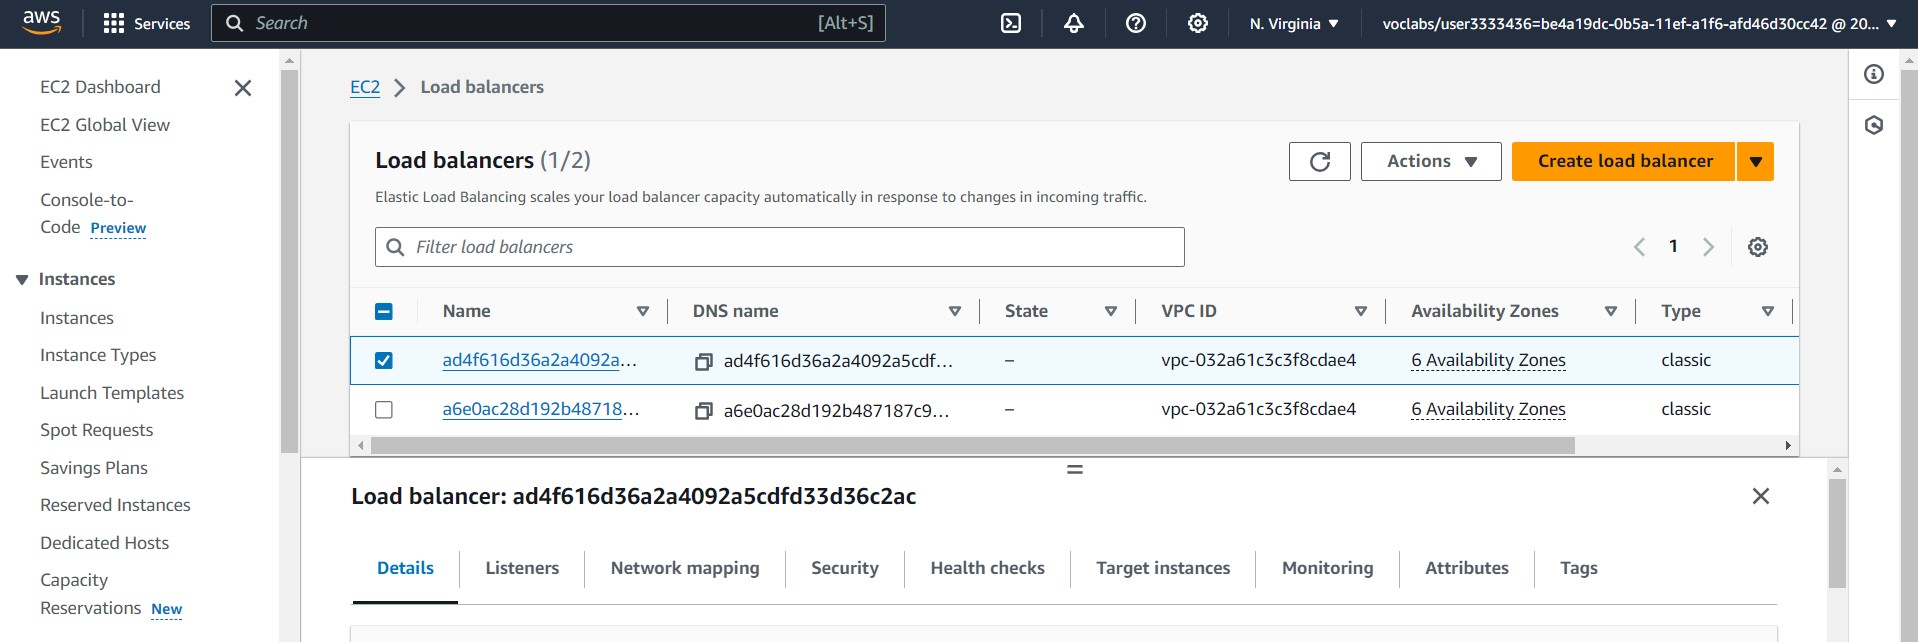 aws
Services
Search [Alt+S]
N. Virginia
voclabs/user3333436=be4a19dc-0b5a-11ef-a1f6-afd46d30cc42 @ 20...
EC2 Dashboard
EC2 Global View
Events
Console-to-
Code Preview
Instances
Instances
Instance Types
Launch Templates
Spot Requests
Savings Plans
Reserved Instances
Dedicated Hosts
Capacity
Reservations New
EC2 > Load balancers
Load balancers (1/2)
Actions
Create load balancer
Elastic Load Balancing scales your load balancer capacity automatically in response to changes in incoming traffic.
Filter load balancers
1
Name DNS name State VPC ID Availability Zones Type
ad4f616d36a2a4092a... ad4f616d36a2a4092a5cdf... – vpc-032a61c3c3f8cdae4 6 Availability Zones classic
a6e0ac28d192b48718... a6e0ac28d192b487187c9... – vpc-032a61c3c3f8cdae4 6 Availability Zones classic
Load balancer: ad4f616d36a2a4092a5cdfd33d36c2ac
Details Listeners Network mapping Security Health checks Target instances Monitoring Attributes Tags